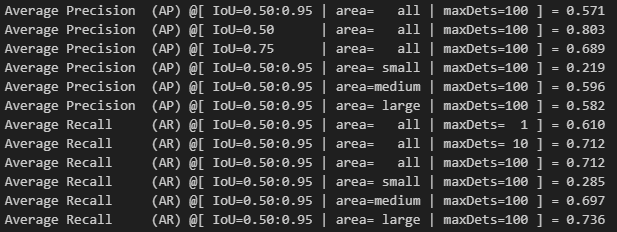 Average Precision  (AP) @[ IoU=0.50:0.95 | area=   all | maxDets=100 ] = 0.571
Average Precision  (AP) @[ IoU=0.50      | area=   all | maxDets=100 ] = 0.803
Average Precision  (AP) @[ IoU=0.75      | area=   all | maxDets=100 ] = 0.689
Average Precision  (AP) @[ IoU=0.50:0.95 | area= small | maxDets=100 ] = 0.219
Average Precision  (AP) @[ IoU=0.50:0.95 | area=medium | maxDets=100 ] = 0.596
Average Precision  (AP) @[ IoU=0.50:0.95 | area= large | maxDets=100 ] = 0.582
Average Recall     (AR) @[ IoU=0.50:0.95 | area=   all | maxDets=  1 ] = 0.610
Average Recall     (AR) @[ IoU=0.50:0.95 | area=   all | maxDets= 10 ] = 0.712
Average Recall     (AR) @[ IoU=0.50:0.95 | area=   all | maxDets=100 ] = 0.712
Average Recall     (AR) @[ IoU=0.50:0.95 | area= small | maxDets=100 ] = 0.285
Average Recall     (AR) @[ IoU=0.50:0.95 | area=medium | maxDets=100 ] = 0.697
Average Recall     (AR) @[ IoU=0.50:0.95 | area= large | maxDets=100 ] = 0.736